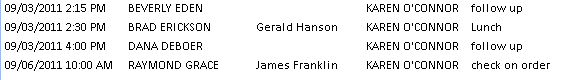 09/03/2011 2:15 PM BEVERLY EDEN KAREN O'CONNOR follow up
09/03/2011 2:30 PM BRAD ERICKSON Gerald Hanson KAREN O'CONNOR Lunch
09/03/2011 4:00 PM DANA DEBOER KAREN O'CONNOR follow up
09/06/2011 10:00 AM RAYMOND GRACE James Franklin KAREN O'CONNOR check on order